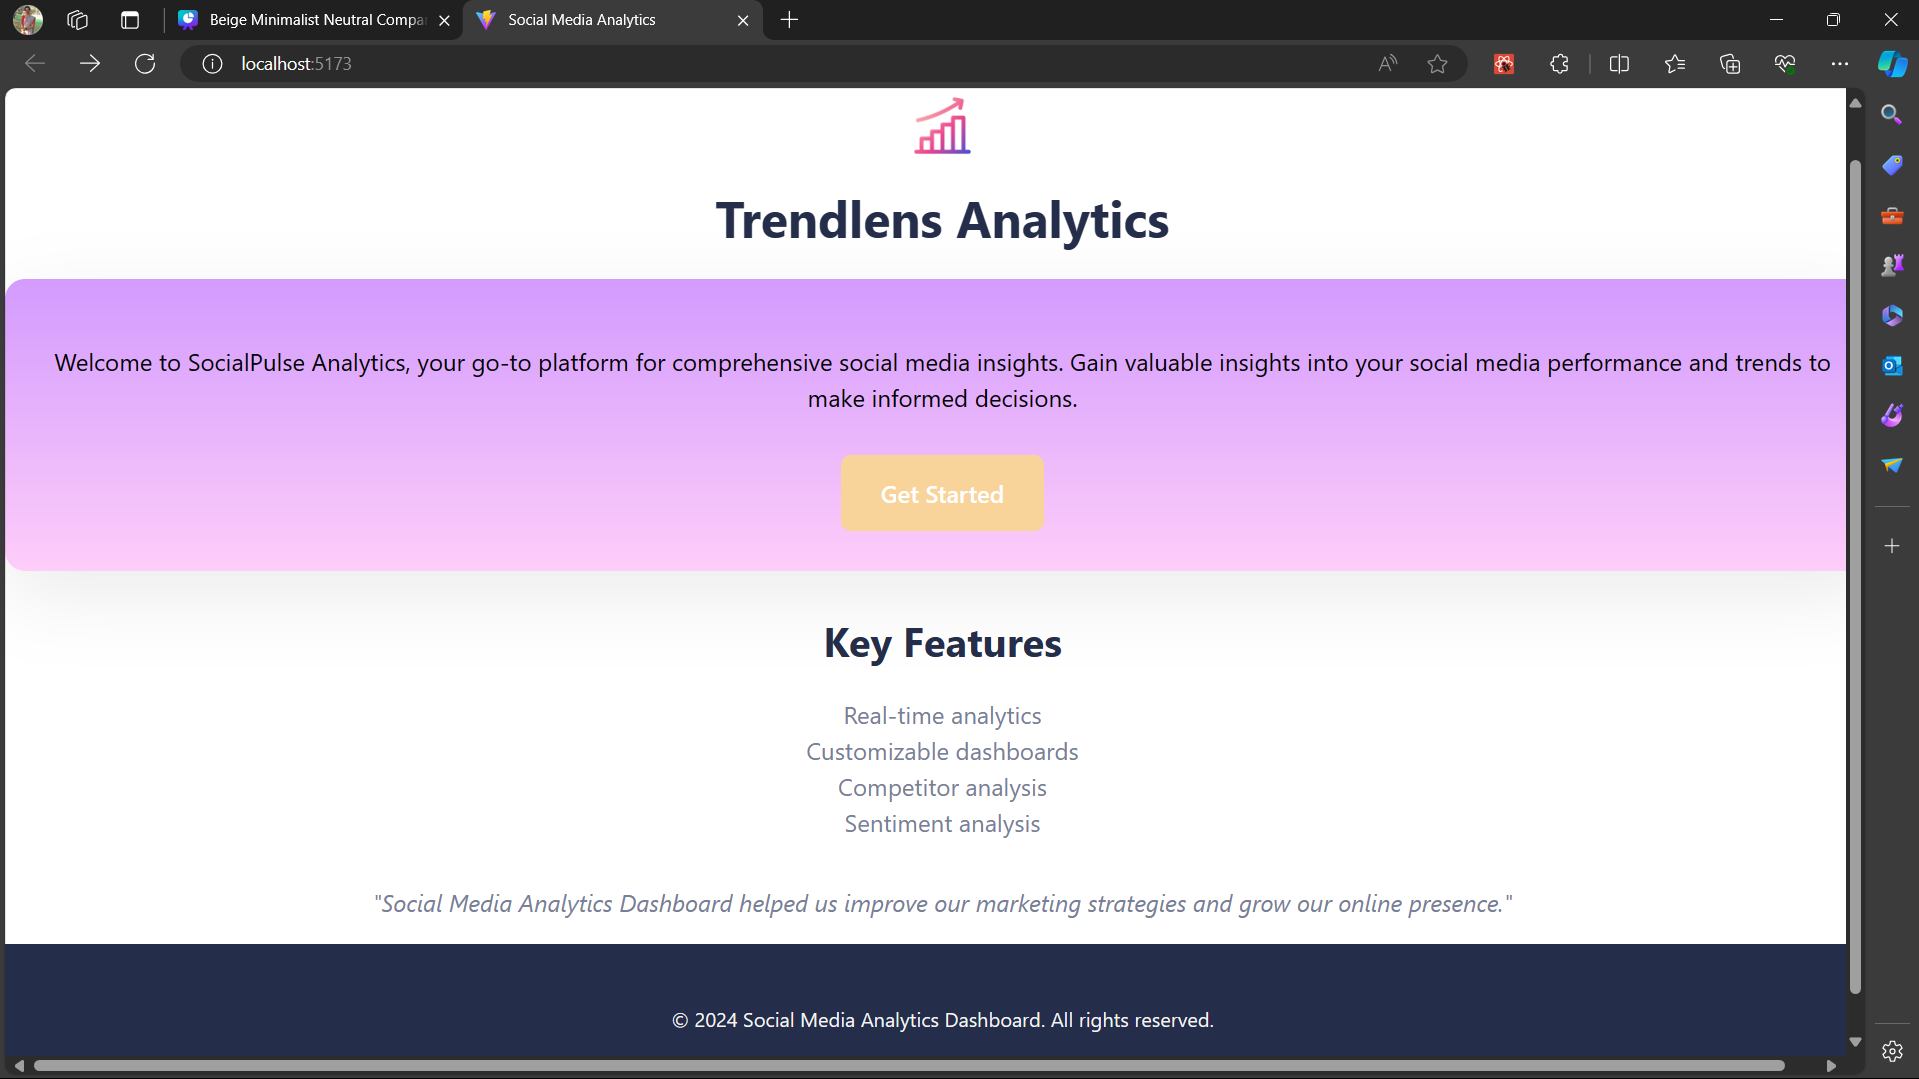 Beige Minimalist Neutral Compa
Social Media Analytics
localhost:5173
Trendlens Analytics
Welcome to SocialPulse Analytics, your go-to platform for comprehensive social media insights. Gain valuable insights into your social media performance and trends to
make informed decisions.
Get Started
Key Features
Real-time analytics
Customizable dashboards
Competitor analysis
Sentiment analysis
"Social Media Analytics Dashboard helped us improve our marketing strategies and grow our online presence."
© 2024 Social Media Analytics Dashboard. All rights reserved.